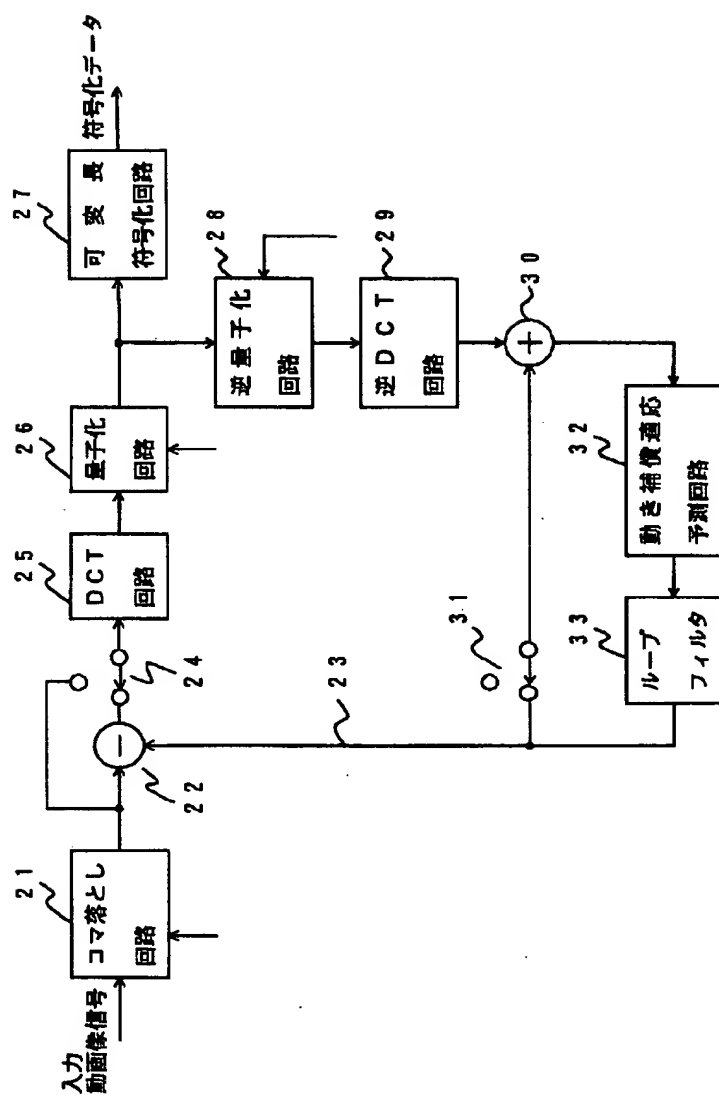 入力
動画像信号
21
コマ落とし
回路
22
23
24
25
DCT
回路
26
量子化
回路
27
可変長
符号化回路
符号化データ
28
逆量子化
回路
29
逆DCT
回路
30
31
32
動き補償適応
予測回路
33
ループ
フィルタ